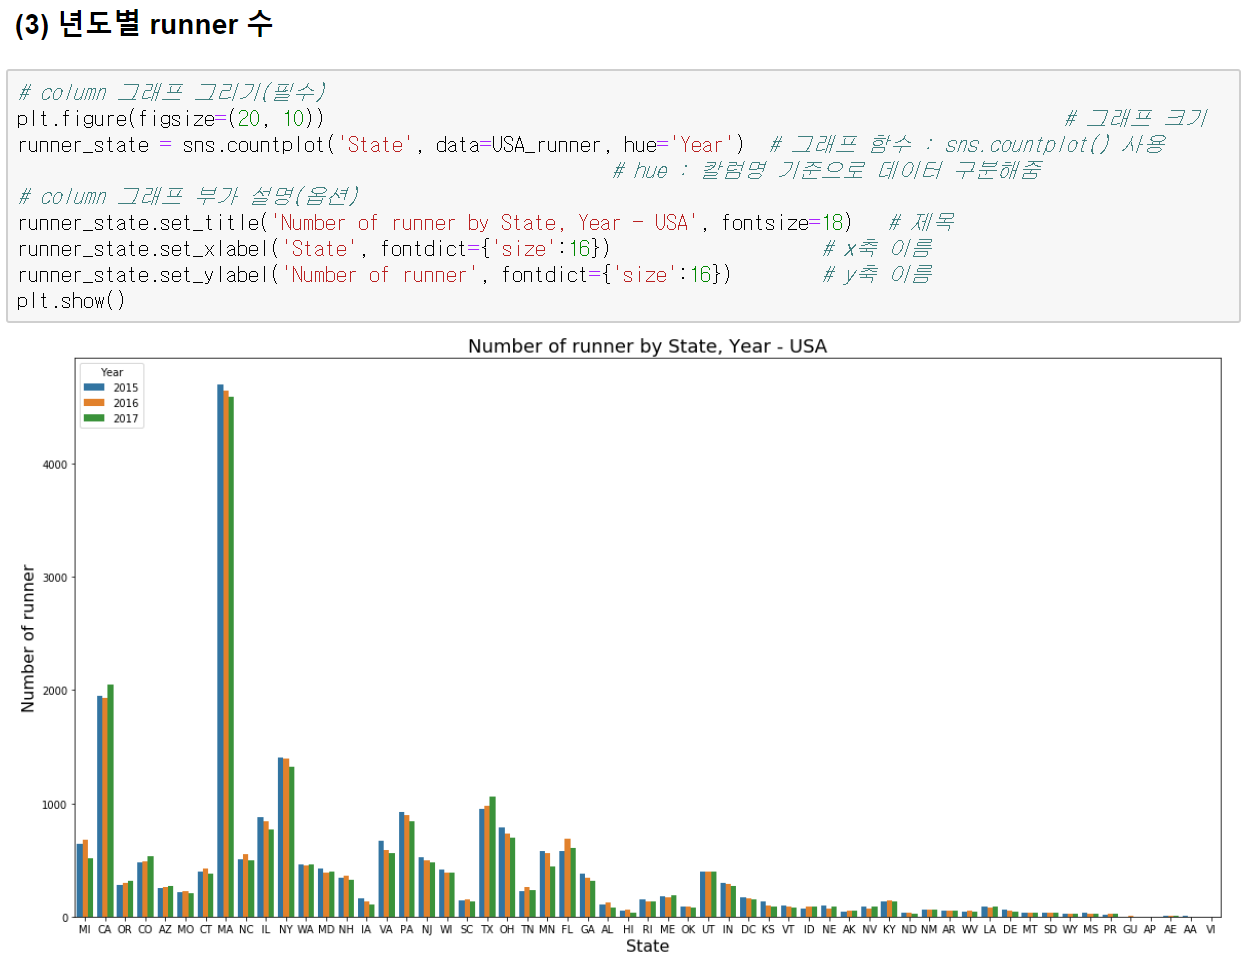 (3) 년도별 runner 수
# column 그래프 그리기(필수)
plt.figure(figsize=(20, 10)) # 그래프 크기
runner_state = sns.countplot('State', data=USA_runner, hue='Year') # 그래프 함수 : sns.countplot() 사용
# hue : 칼럼명 기준으로 데이터 구분해줌
# column 그래프 부가 설명(옵션)
runner_state.set_title('Number of runner by State, Year - USA', fontsize=18) # 제목
runner_state.set_xlabel('State', fontdict={'size':16}) # x축 이름
runner_state.set_ylabel('Number of runner', fontdict={'size':16}) # y축 이름
plt.show()
Number of runner by State, Year - USA
Year
2015
2016
2017
4000
3000
2000
1000
0
Number of runner
MI CA OR CO AZ MO CT MA NC IL NY WA MD NH IA VA PA NJ WI SC TX OH TN MN FL GA AL HI RI ME OK UT IN DC KS VT ID NE AK NV KY ND NM AR WV LA DE MT SD WY MS PR GU AP AE AA VI
State